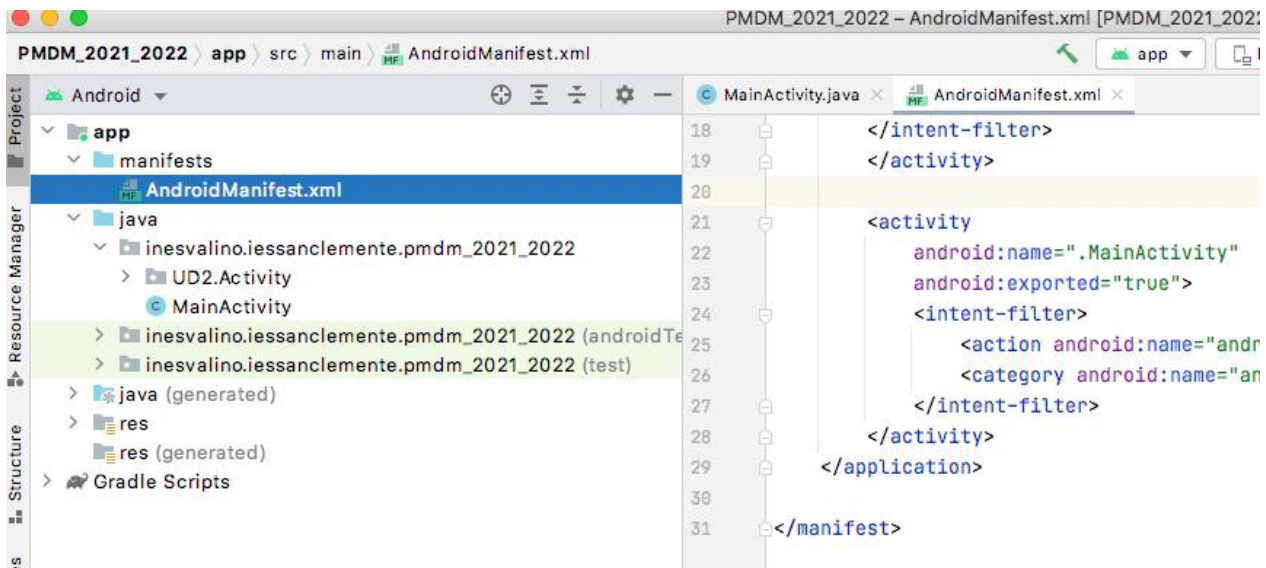 PMDM_2021_2022 – AndroidManifest.xml [PMDM_2021_2022
PMDM_2021_2022 〉 app 〉 src 〉 main 〉 AndroidManifest.xml
app
Project
Resource Manager
Structure
Android
app
manifests
AndroidManifest.xml
java
inesvalino.iessanclemente.pmdm_2021_2022
UD2.Activity
MainActivity
inesvalino.iessanclemente.pmdm_2021_2022 (androidTe
inesvalino.iessanclemente.pmdm_2021_2022 (test)
java (generated)
res
res (generated)
Gradle Scripts
MainActivity.java
AndroidManifest.xml
18 </intent-filter>
19 </activity>
20
21 <activity
22 android:name=".MainActivity"
23 android:exported="true">
24 <intent-filter>
25 <action android:name="andr
26 <category android:name="an
27 </intent-filter>
28 </activity>
29 </application>
30
31 </manifest>